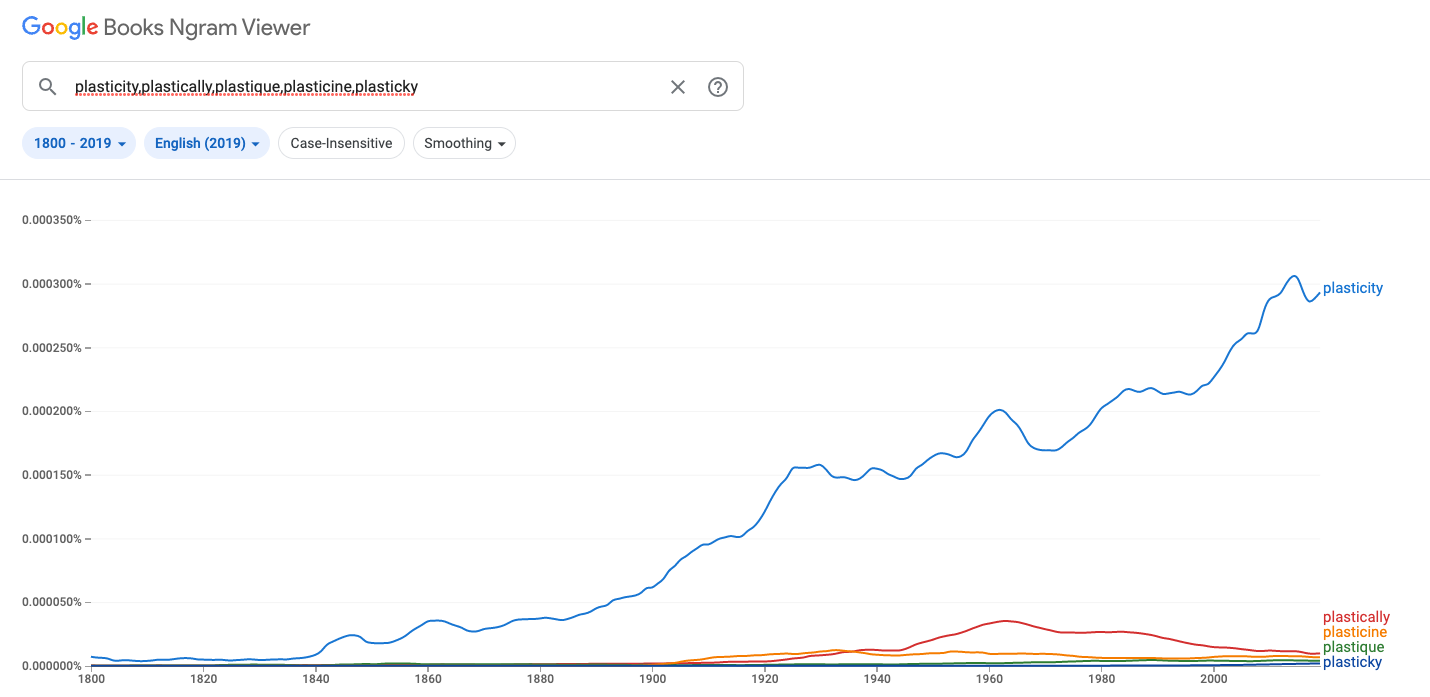 Google Books Ngram Viewer
plasticity,plastically,plastique,plasticine,plasticky
1800 - 2019 English (2019) Case-Insensitive Smoothing
0.000350%
0.000300%
plasticity
0.000250%
0.000200%
0.000150%
0.000100%
0.000050%
plastically
plasticine
plastique
plasticky
0.000000%
1800 1820 1840 1860 1880 1900 1920 1940 1960 1980 2000